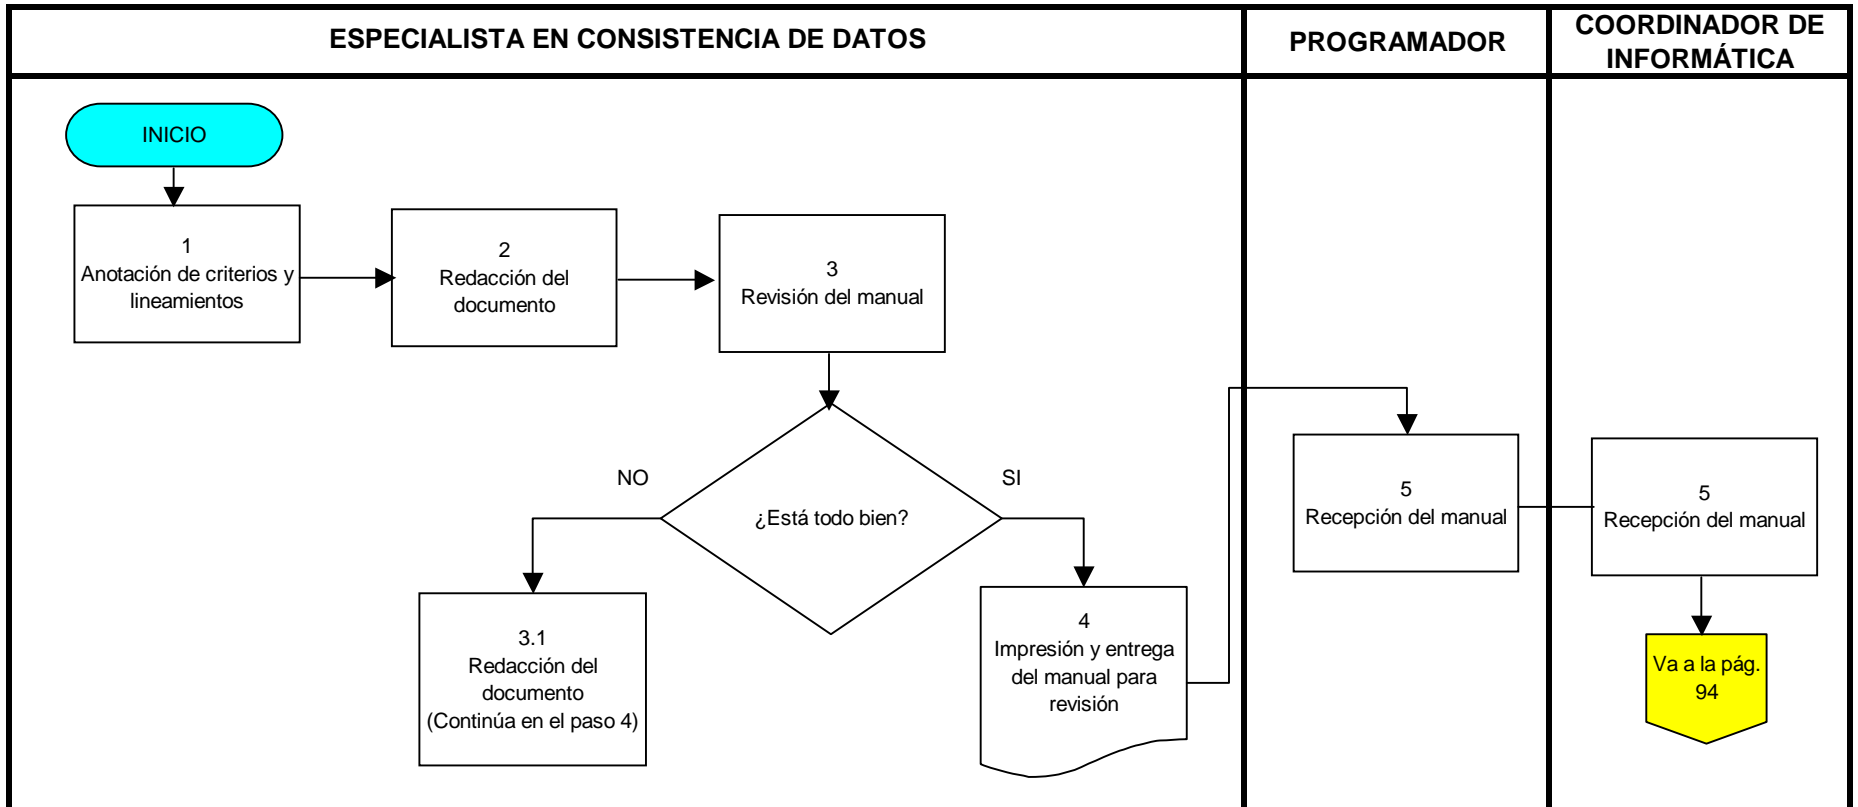 ESPECIALISTA EN CONSISTENCIA DE DATOS
PROGRAMADOR
COORDINADOR DE
INFORMÁTICA
INICIO
1
Anotación de criterios y
lineamientos
2
Redacción del
documento
3
Revisión del manual
NO
SI
¿Está todo bien?
3.1
Redacción del
documento
(Continúa en el paso 4)
4
Impresión y entrega
del manual para
revisión
5
Recepción del manual
5
Recepción del manual
Va a la pág.
94